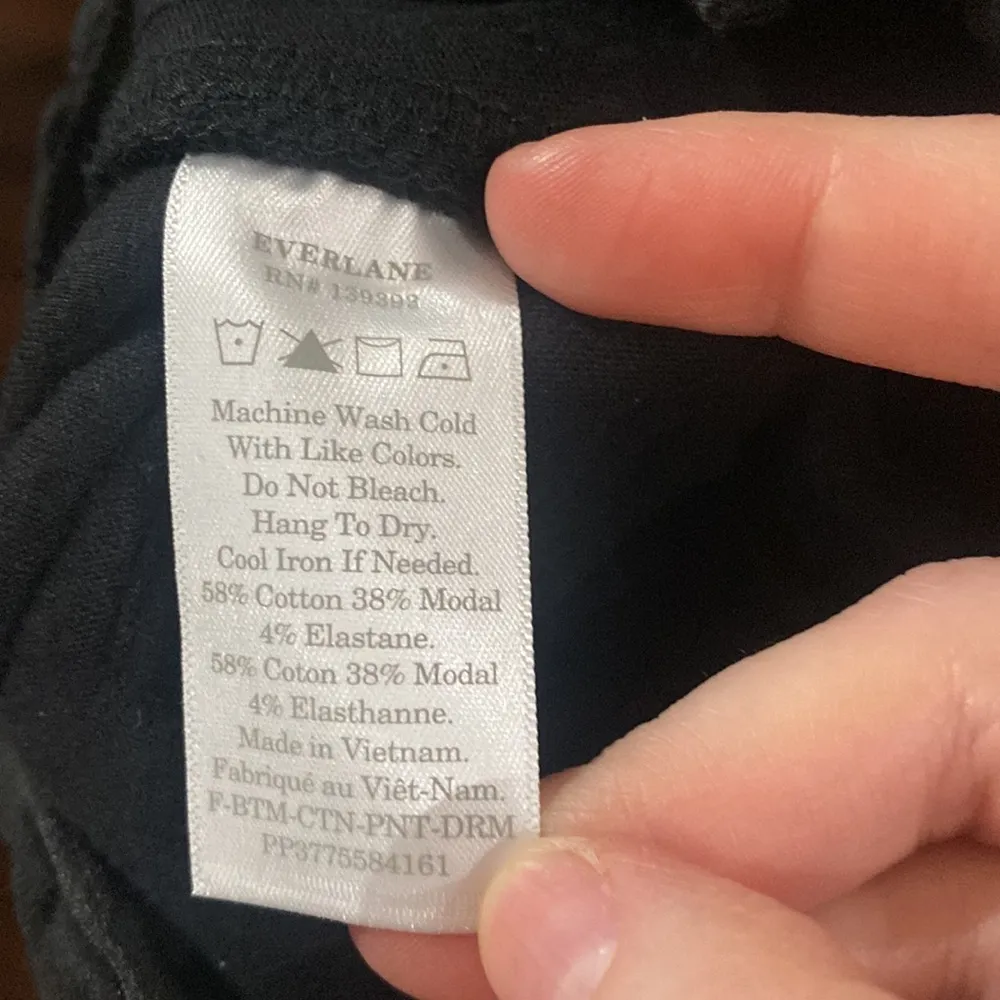 EVERLANE
RN# 139398
Machine Wash Cold
With Like Colors.
Do Not Bleach.
Hang To Dry.
Cool Iron If Needed.
58% Cotton 38% Modal
4% Elastane.
58% Coton 38% Modal
4% Elasthanne.
Made in Vietnam.
Fabriqué au Viêt-Nam.
F-BTM-CTN-PNT-DRM
PP3775584161